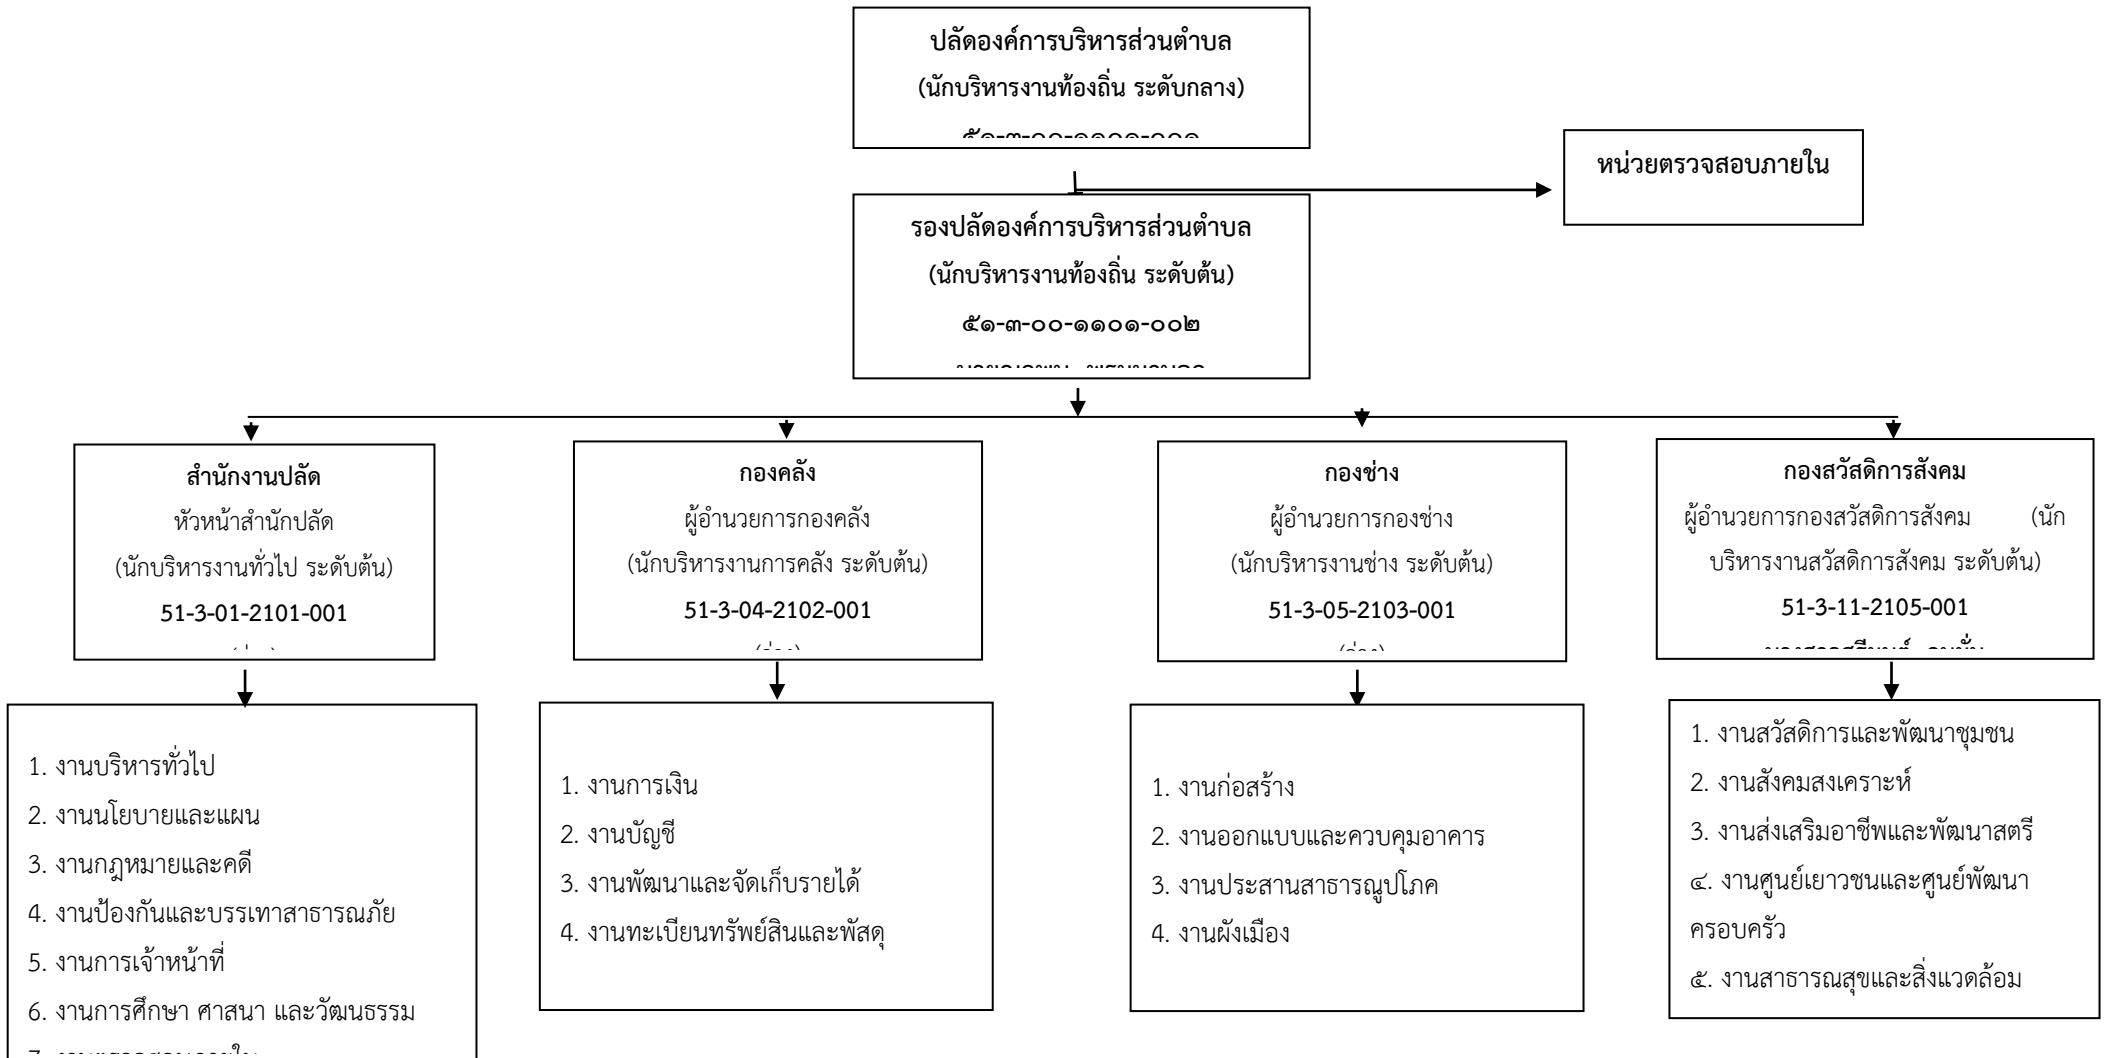 ปลัดองค์การบริหารส่วนตำบล
(นักบริหารงานท้องถิ่น ระดับกลาง)
๕๑-๓-๐๐-๑๑๐๑-๐๐๑
หน่วยตรวจสอบภายใน
รองปลัดองค์การบริหารส่วนตำบล
(นักบริหารงานท้องถิ่น ระดับต้น)
๕๑-๓-๐๐-๑๑๐๑-๐๐๒
สำนักงานปลัด
หัวหน้าสำนักปลัด
(นักบริหารงานทั่วไป ระดับต้น)
51-3-01-2101-001
กองคลัง
ผู้อำนวยการกองคลัง
(นักบริหารงานการคลัง ระดับต้น)
51-3-04-2102-001
กองช่าง
ผู้อำนวยการกองช่าง
(นักบริหารงานช่าง ระดับต้น)
51-3-05-2103-001
กองสวัสดิการสังคม
ผู้อำนวยการกองสวัสดิการสังคม (นัก
บริหารงานสวัสดิการสังคม ระดับต้น)
51-3-11-2105-001
1. งานบริหารทั่วไป
2. งานนโยบายและแผน
3. งานกฎหมายและคดี
4. งานป้องกันและบรรเทาสาธารณภัย
5. งานการเจ้าหน้าที่
6. งานการศึกษา ศาสนา และวัฒนธรรม
1. งานการเงิน
2. งานบัญชี
3. งานพัฒนาและจัดเก็บรายได้
4. งานทะเบียนทรัพย์สินและพัสดุ
1. งานก่อสร้าง
2. งานออกแบบและควบคุมอาคาร
3. งานประสานสาธารณูปโภค
4. งานผังเมือง
1. งานสวัสดิการและพัฒนาชุมชน
2. งานสังคมสงเคราะห์
3. งานส่งเสริมอาชีพและพัฒนาสตรี
๔. งานศูนย์เยาวชนและศูนย์พัฒนา
ครอบครัว
๕. งานสาธารณสุขและสิ่งแวดล้อม